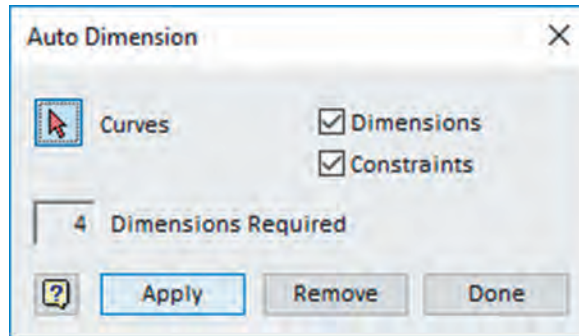 Auto Dimension
Curves
Dimensions
Constraints
4 Dimensions Required
Apply Remove Done